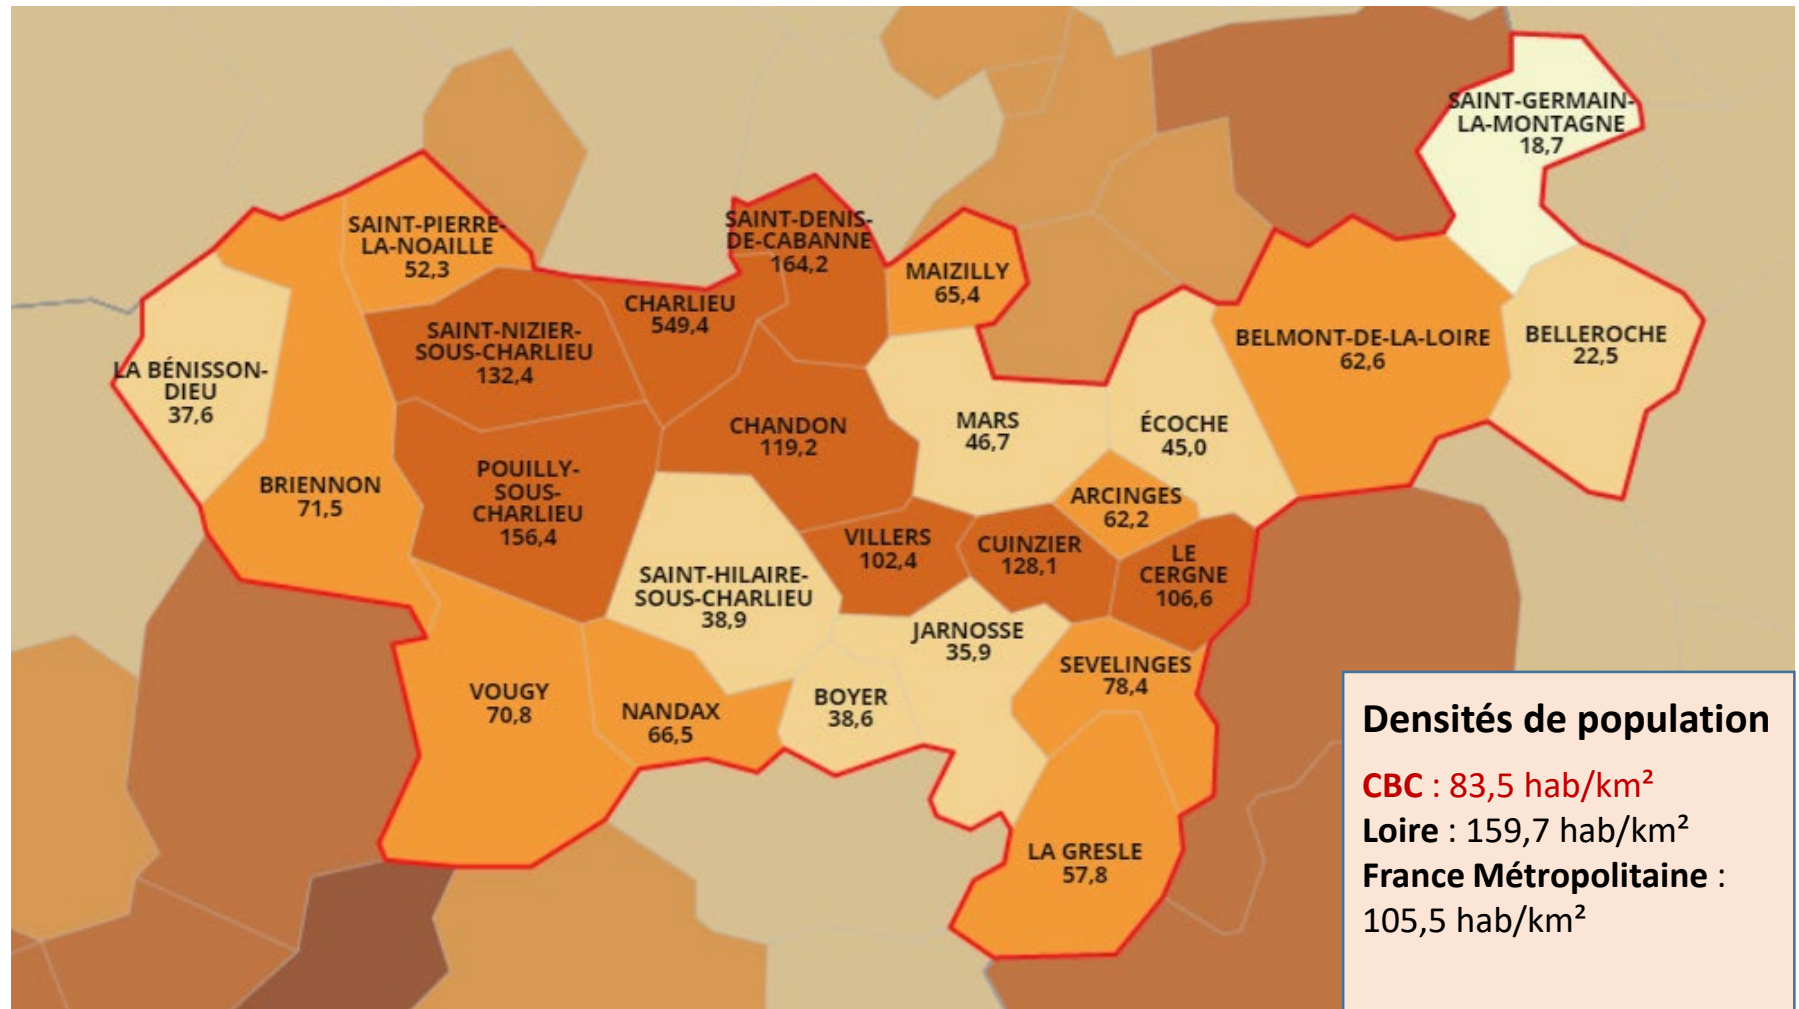 SAINT-GERMAIN-
LA-MONTAGNE
18,7
SAINT-PIERRE-
LA-NOAILLE
52,3
SAINT-DENIS-
DE-CABANNE
164,2
MAIZILLY
65,4
CHARLIEU
549,4
SAINT-NIZIER-
SOUS-CHARLIEU
132,4
BELMONT-DE-LA-LOIRE
62,6
BELLEROCHE
22,5
LA BÉNISSON-
DIEU
37,6
CHANDON
119,2
MARS
46,7
ÉCOCHE
45,0
BRIENNON
71,5
POUILLY-
SOUS-
CHARLIEU
156,4
ARCINGES
62,2
VILLERS
102,4
CUINZIER
128,1
LE
CERGNE
106,6
SAINT-HILAIRE-
SOUS-CHARLIEU
38,9
JARNOSSE
35,9
SEVELINGES
78,4
VOUGY
70,8
NANDAX
66,5
BOYER
38,6
LA GRESLE
57,8
Densités de population
CBC : 83,5 hab/km²
Loire : 159,7 hab/km²
France Métropolitaine :
105,5 hab/km²